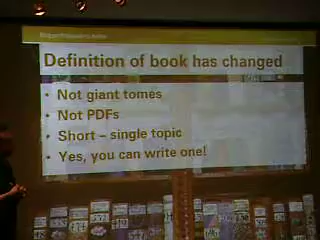 Definition of book has changed
• Not giant tomes
• Not PDFs
• Short – single topic
• Yes, you can write one!